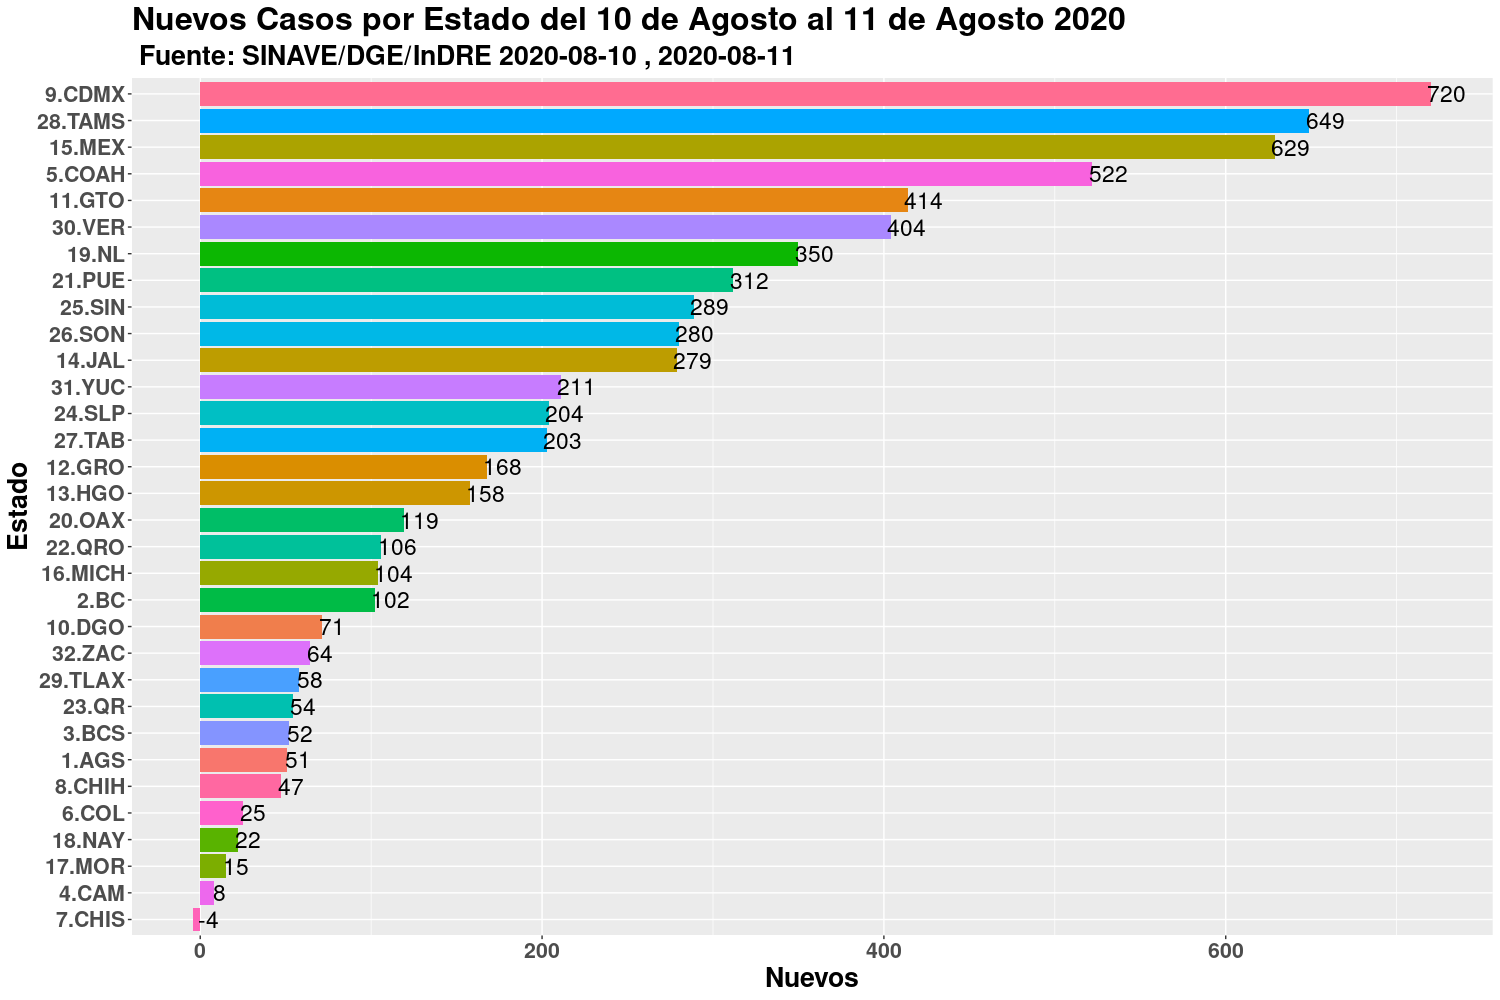 Nuevos Casos por Estado del 10 de Agosto al 11 de Agosto 2020
Fuente: SINAVE/DGE/InDRE 2020-08-10 , 2020-08-11
Estado
9.CDMX 720
28.TAMS 649
15.MEX 629
5.COAH 522
11.GTO 414
30.VER 404
19.NL 350
21.PUE 312
25.SIN 289
26.SON 280
14.JAL 279
31.YUC 211
24.SLP 204
27.TAB 203
12.GRO 168
13.HGO 158
20.OAX 119
22.QRO 106
16.MICH 104
2.BC 102
10.DGO 71
32.ZAC 64
29.TLAX 58
23.QR 54
3.BCS 52
1.AGS 51
8.CHIH 47
6.COL 25
18.NAY 22
17.MOR 15
4.CAM 8
7.CHIS -4
0 200 400 600
Nuevos